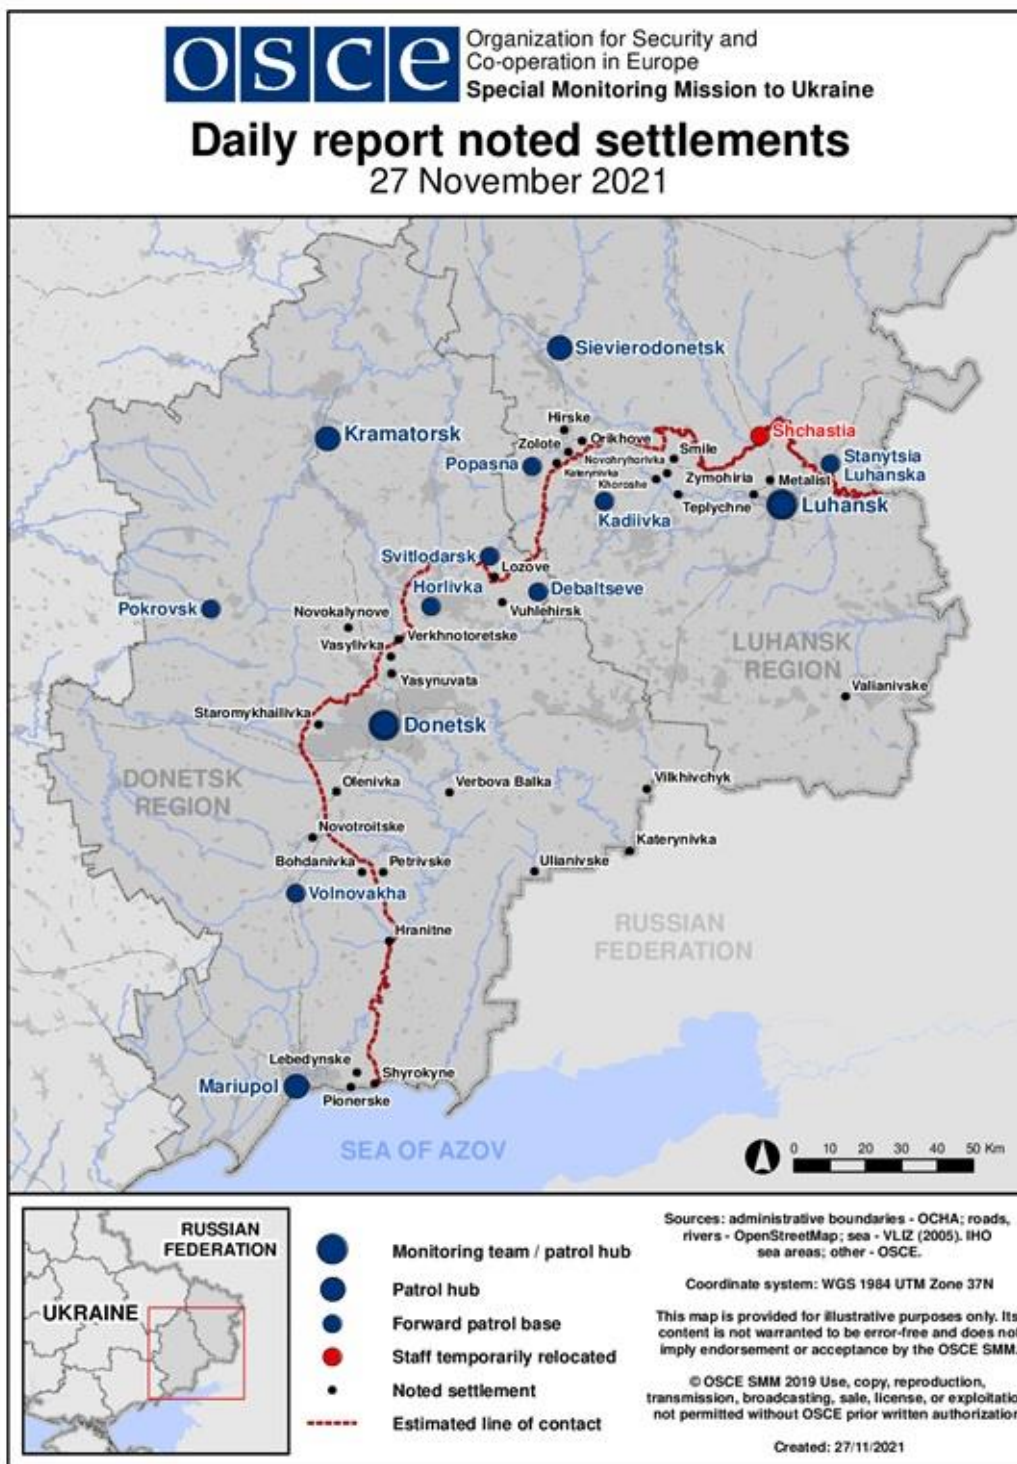 osce
Organization for Security and
Co-operation in Europe
Special Monitoring Mission to Ukraine
Daily report noted settlements
27 November 2021
Sievierodonetsk
Hirske
Kramatorsk
Zolote
Orikhove
Shchastia
Popasna
Novohryhorivka
Smile
Katerynivka
Stanytsia
Luhanska
Khoroshe
Zymohiria
Metalist
Kadiivka
Teplychne
Luhansk
Svitlodarsk
Lozove
Horlivka
Debaltseve
Pokrovsk
Novokalynove
Vuhlehirsk
Verkhnotoretske
Vasylivka
LUHANSK
REGION
Yasynuvata
Valianivske
Staromykhailivka
Donetsk
DONETSK
REGION
Olenivka
Verbova Balka
Vilkhivchyk
Novotroitske
Katerynivka
Bohdanivka
Petrivske
Ulianivske
Volnovakha
Hranitne
RUSSIAN
FEDERATION
Lebedynske
Shyrokyne
Mariupol
Pionerske
SEA OF AZOV
0 10 20 30 40 50 Km
RUSSIAN
FEDERATION
UKRAINE
Monitoring team / patrol hub
Patrol hub
Forward patrol base
Staff temporarily relocated
Noted settlement
Estimated line of contact
Sources: administrative boundaries - OCHA; roads,
rivers - OpenStreetMap; sea - VLIZ (2005). IHO
sea areas; other - OSCE.
Coordinate system: WGS 1984 UTM Zone 37N
This map is provided for illustrative purposes only. Its
content is not warranted to be error-free and does not
imply endorsement or acceptance by the OSCE SMM.
© OSCE SMM 2019 Use, copy, reproduction,
transmission, broadcasting, sale, license, or exploitatio
not permitted without OSCE prior written authorization
Created: 27/11/2021